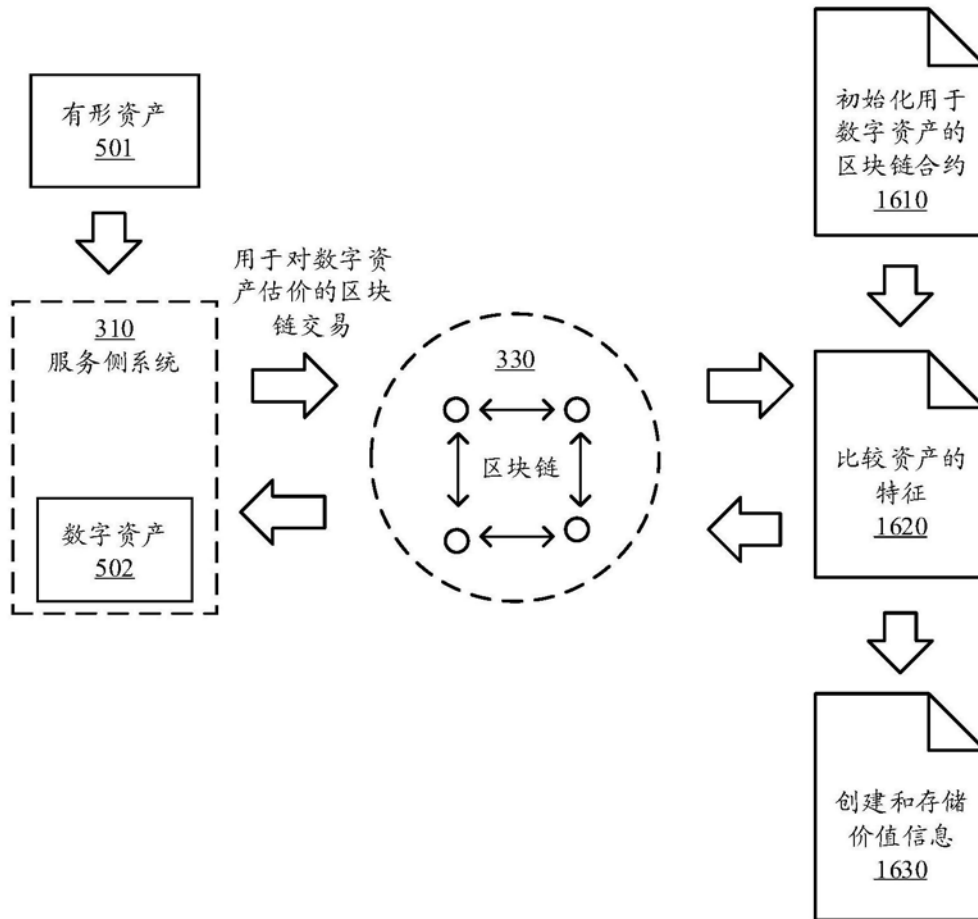 有形资产
501
310
服务侧系统
数字资产
502
用于对数字资
产估价的区块
链交易
330
区块链
初始化用于
数字资产的
区块链合约
1610
比较资产的
特征
1620
创建和存储
价值信息
1630